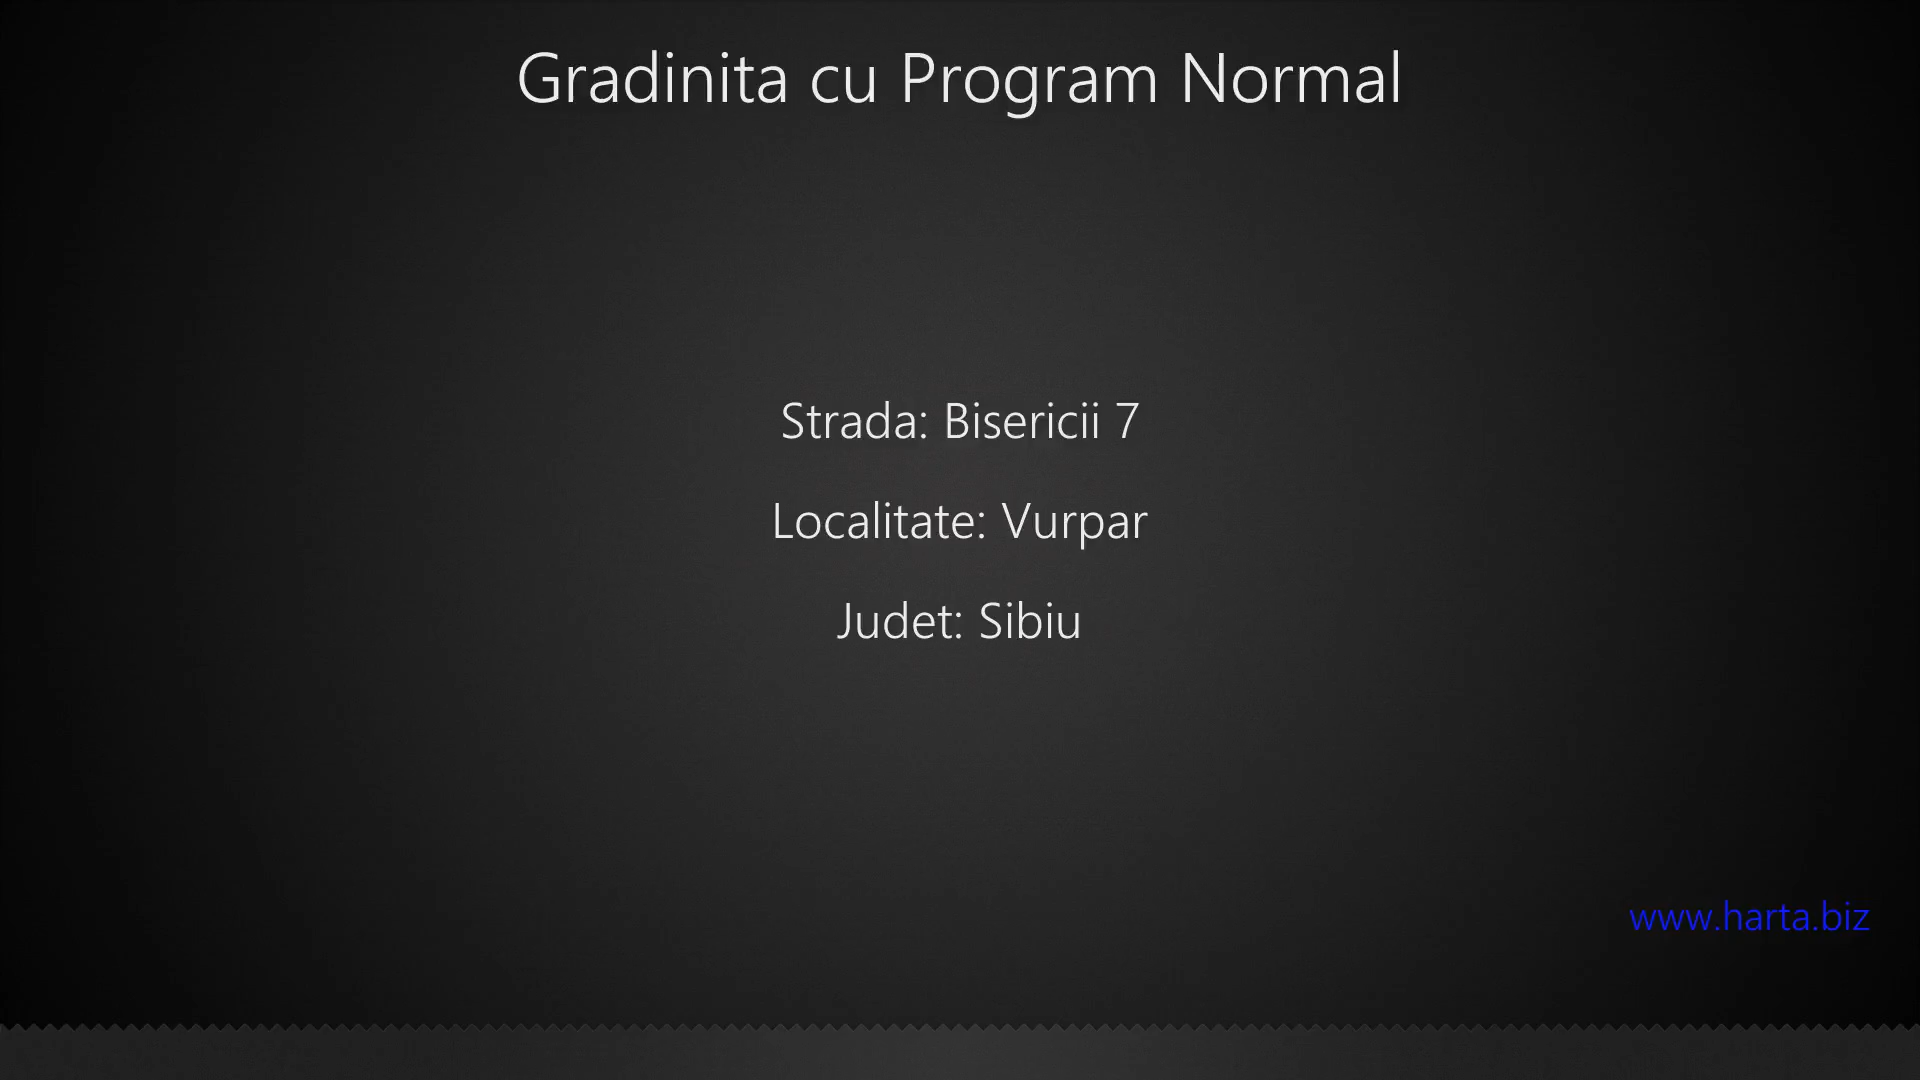 Gradinita cu Program Normal
Strada: Bisericii 7
Localitate: Vurpar
Judet: Sibiu
www.harta.biz